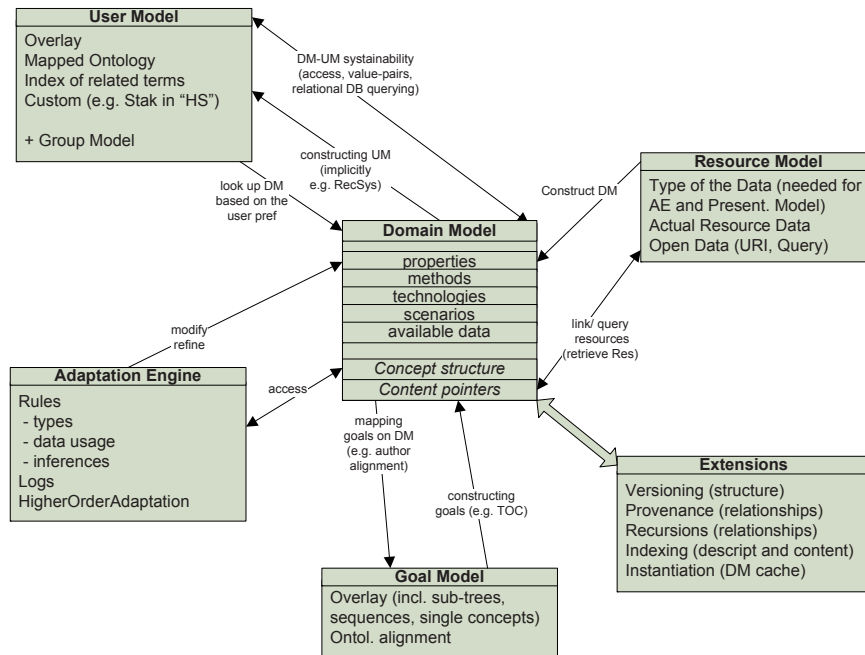 User Model
Overlay
Mapped Ontology
Index of related terms
Custom (e.g. Stak in “HS”)
+ Group Model
DM-UM systainability
(access, value-pairs,
relational DB querying)
constructing UM
(implicitly
e.g. RecSys)
look up DM
based on the
user pref
Resource Model
Type of the Data (needed for
AE and Present. Model)
Actual Resource Data
Open Data (URI, Query)
Construct DM
Domain Model
properties
methods
technologies
scenarios
available data
Concept structure
Content pointers
link/ query
resources
(retrieve Res)
modify
refine
Adaptation Engine
Rules
- types
- data usage
- inferences
Logs
HigherOrderAdaptation
access
mapping
goals on DM
(e.g. author
alignment)
constructing
goals (e.g. TOC)
Extensions
Versioning (structure)
Provenance (relationships)
Recursions (relationships)
Indexing (descript and content)
Instantiation (DM cache)
Goal Model
Overlay (incl. sub-trees,
sequences, single concepts)
Ontol. alignment